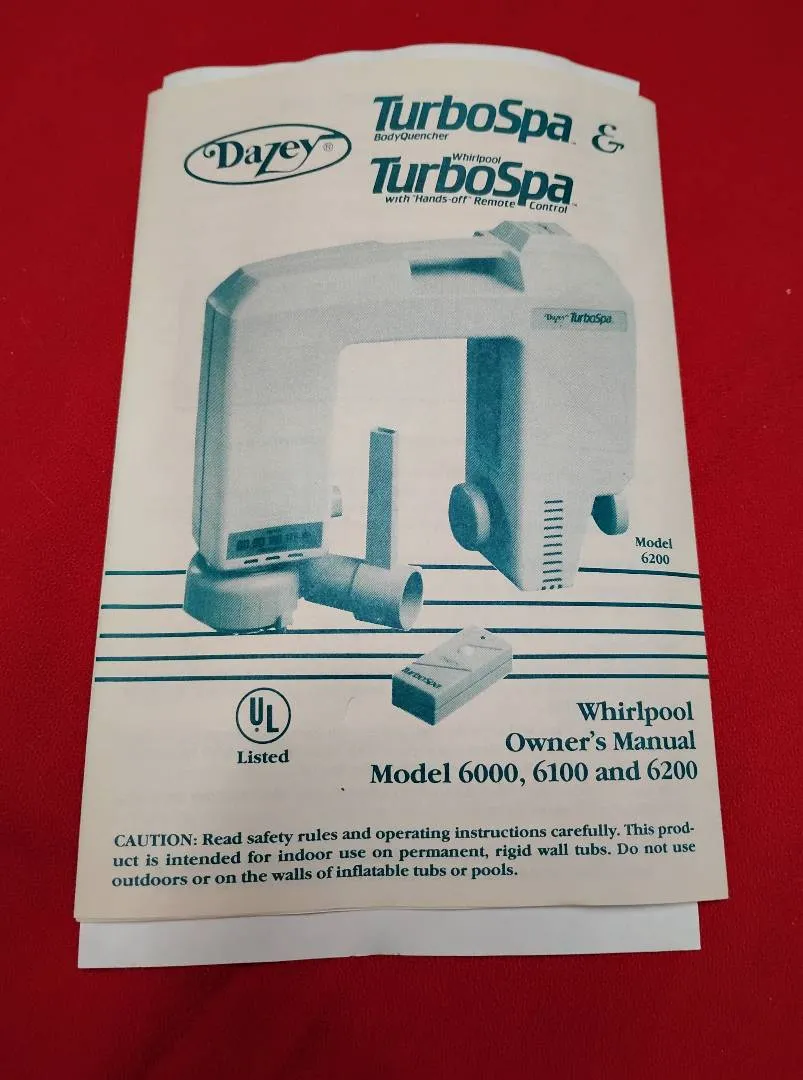 Dazey®
TurboSpa™ &
BodyQuencher
Whirlpool
TurboSpa™
with "Hands-off" Remote Control
Dazey TurboSpa
Model
6200
TurboSpa
UL
Listed
Whirlpool
Owner's Manual
Model 6000, 6100 and 6200
CAUTION: Read safety rules and operating instructions carefully. This prod-
uct is intended for indoor use on permanent, rigid wall tubs. Do not use
outdoors or on the walls of inflatable tubs or pools.